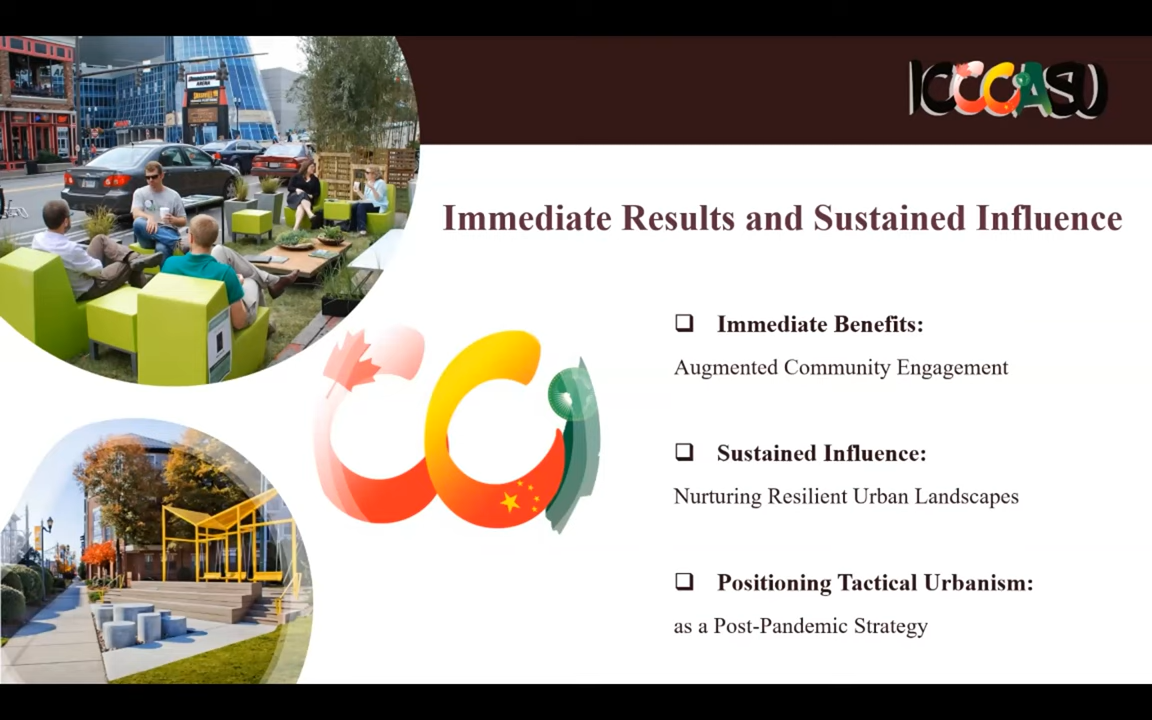 ICCCASU
Immediate Results and Sustained Influence
❑ Immediate Benefits:
Augmented Community Engagement
❑ Sustained Influence:
Nurturing Resilient Urban Landscapes
❑ Positioning Tactical Urbanism:
as a Post-Pandemic Strategy